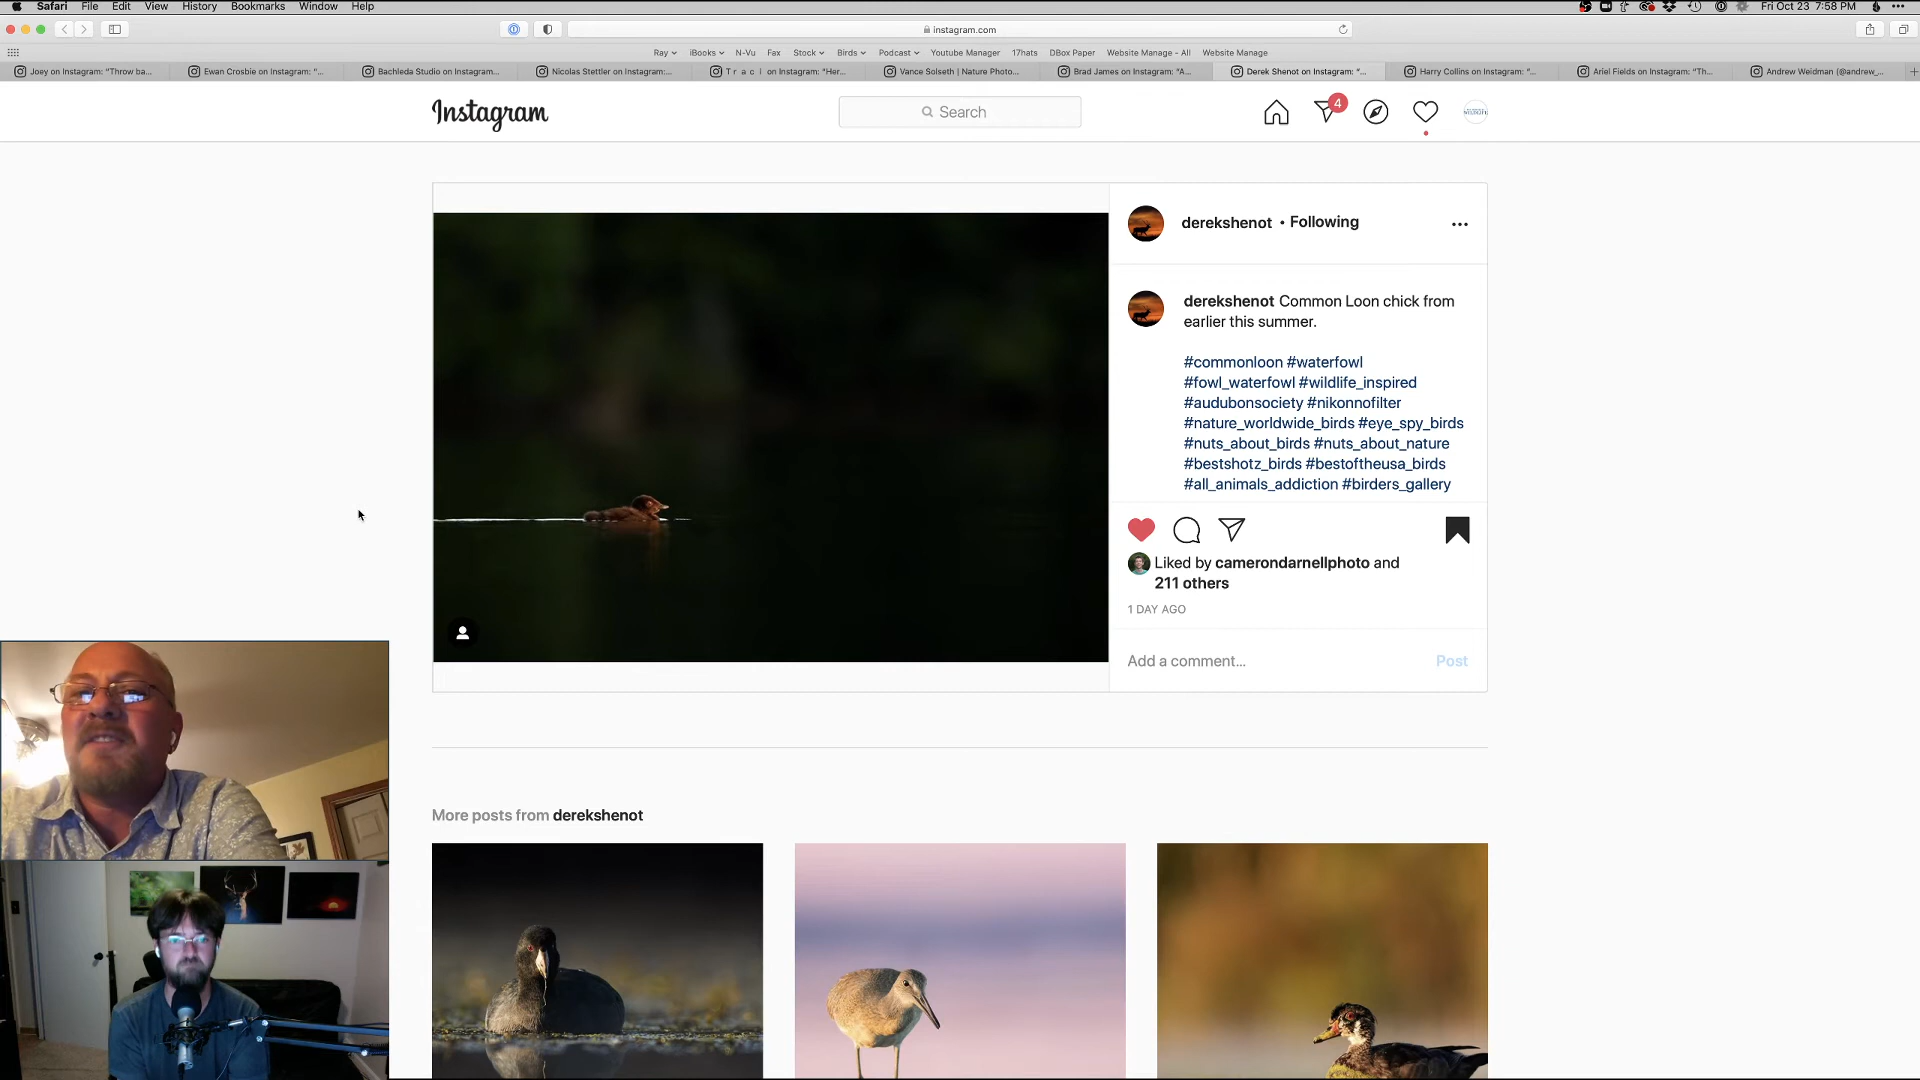 Safari File Edit View History Bookmarks Window Help Fri Oct 23 7:58 PM
instagram.com
Ray iBooks N-Vu Fax Stock Birds Podcast Youtube Manager 17hats DBox Paper Website Manage - All Website Manage
Joey on Instagram: "Throw ba... Ewan Crosbie on Instagram: "... Bachleda Studio on Instagram... Nicolas Stettler on Instagram:... T r a c i on Instagram: "Her... Vance Solseth | Nature Photo... Brad James on Instagram: "A... Derek Shenot on Instagram: "... Harry Collins on Instagram: "... Ariel Fields on Instagram: "Th... Andrew Weidman (@andrew_...
Instagram
Search
4
derekshenot • Following
derekshenot Common Loon chick from
earlier this summer.
#commonloon #waterfowl
#fowl_waterfowl #wildlife_inspired
#audubonsociety #nikonnofilter
#nature_worldwide_birds #eye_spy_birds
#nuts_about_birds #nuts_about_nature
#bestshotz_birds #bestoftheusa_birds
#all_animals_addiction #birders_gallery
Liked by camerondarnellphoto and
211 others
1 DAY AGO
Add a comment... Post
More posts from derekshenot